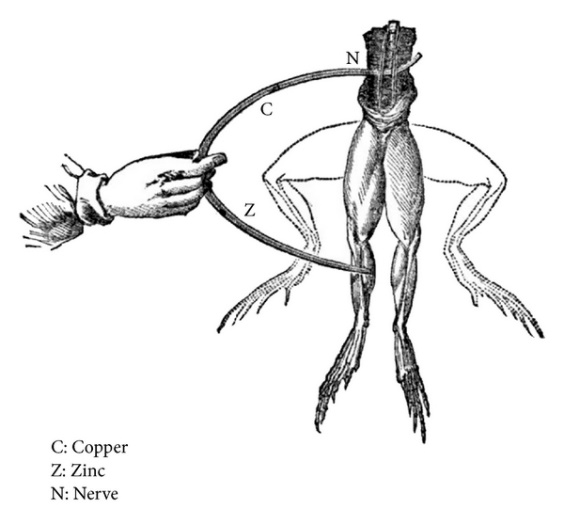 N
C
Z
C: Copper
Z: Zinc
N: Nerve